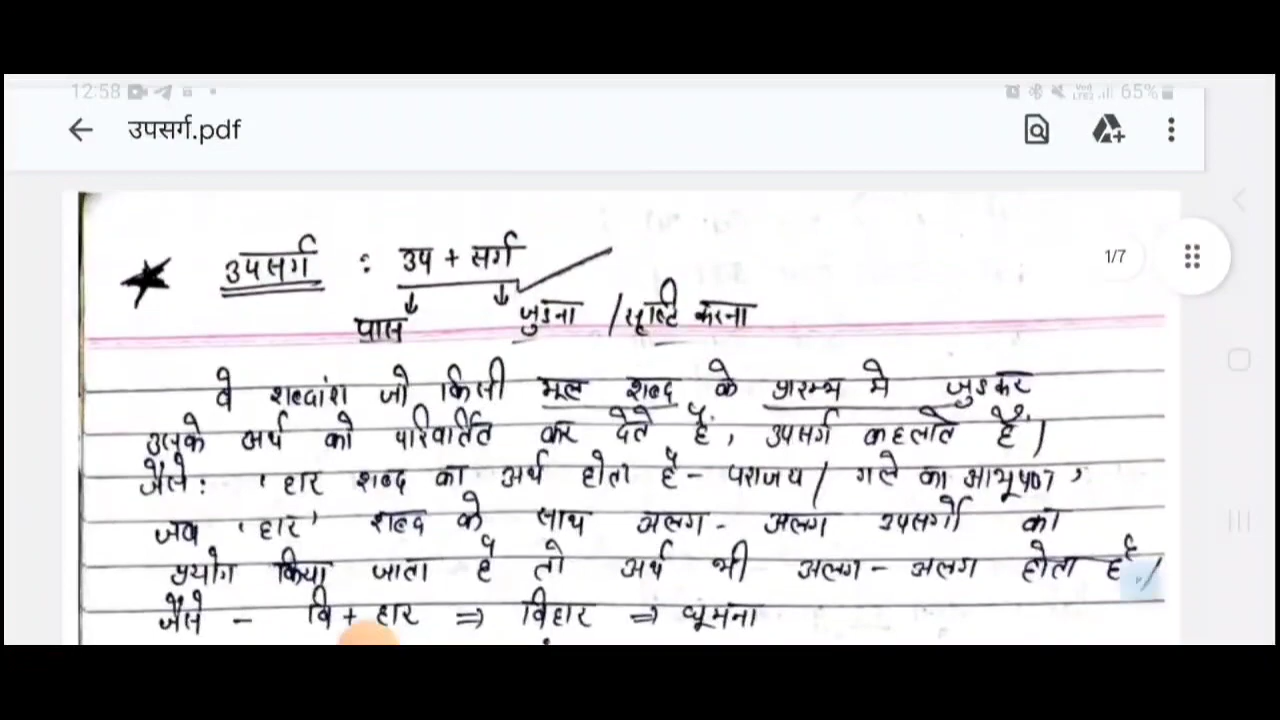 12:58
65%
उपसर्ग.pdf
1/7
उपसर्ग : उप + सर्ग
पास जुडना / सृष्टि करना
वे शब्दांश जो किसी मूल शब्द के प्रारम्भ मे जुडकर
उसके अर्थ को परिवर्तित कर देते हैं, उपसर्ग कहलाते हैं।
जैसे: 'हार शब्द का अर्थ होता है - पराजय / गले का आभूषण'
जब 'हार' शब्द के साथ अलग - अलग उपसर्गो का
प्रयोग किया जाता है तो अर्थ भी अलग - अलग होता है।
जैसे - वि + हार ⇒ विहार ⇒ घूमना